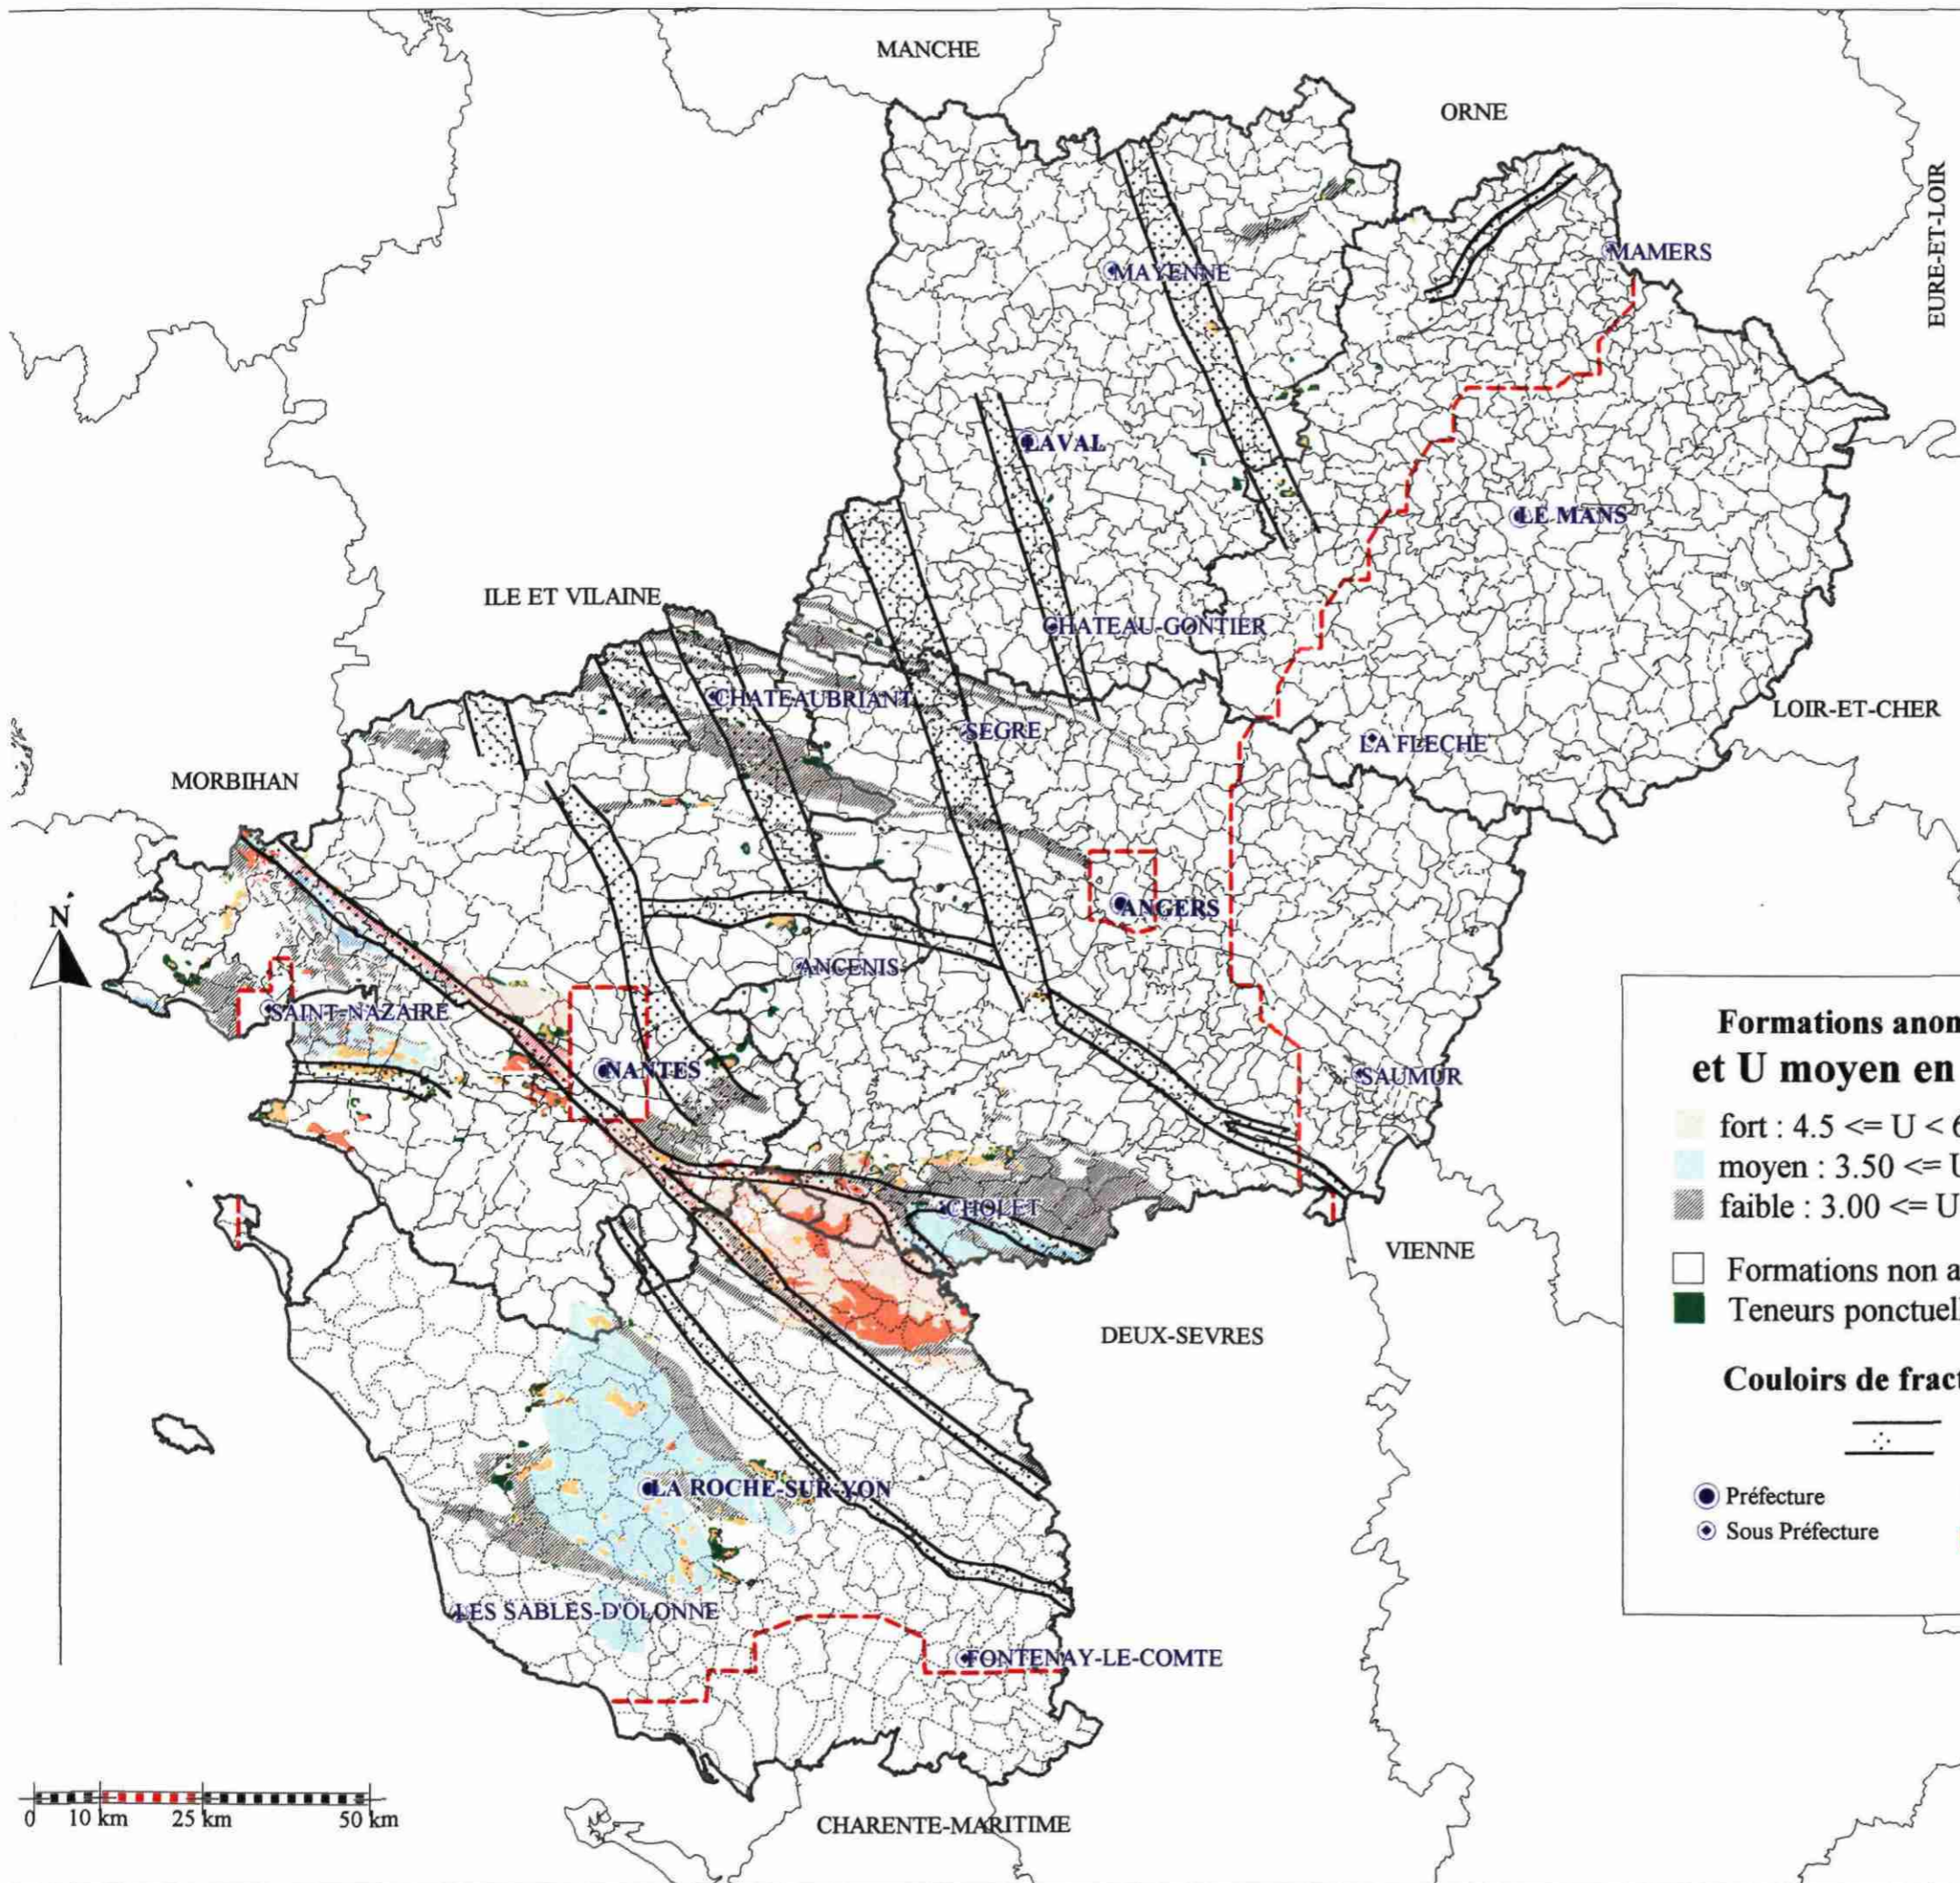 MANCHE
ORNE
EURE-ET-LOIR
MAMERS
MAYENNE
LAVAL
LE MANS
ILE ET VILAINE
CHATEAU-GONTIER
CHATEAUBRIANT
SEGRE
LOIR-ET-CHER
LA FLECHE
MORBIHAN
ANGERS
N
ANCENIS
SAINT-NAZAIRE
NANTES
SAUMUR
CHOLET
VIENNE
DEUX-SEVRES
LA ROCHE-SUR-YON
LES SABLES-D'OLONNE
FONTENAY-LE-COMTE
CHARENTE-MARITIME
0 10 km 25 km 50 km
Formations anon
et U moyen en
fort : 4.5 <= U < 6
moyen : 3.50 <= U
faible : 3.00 <= U
Formations non a
Teneurs ponctuel
Couloirs de fract
Préfecture
Sous Préfecture